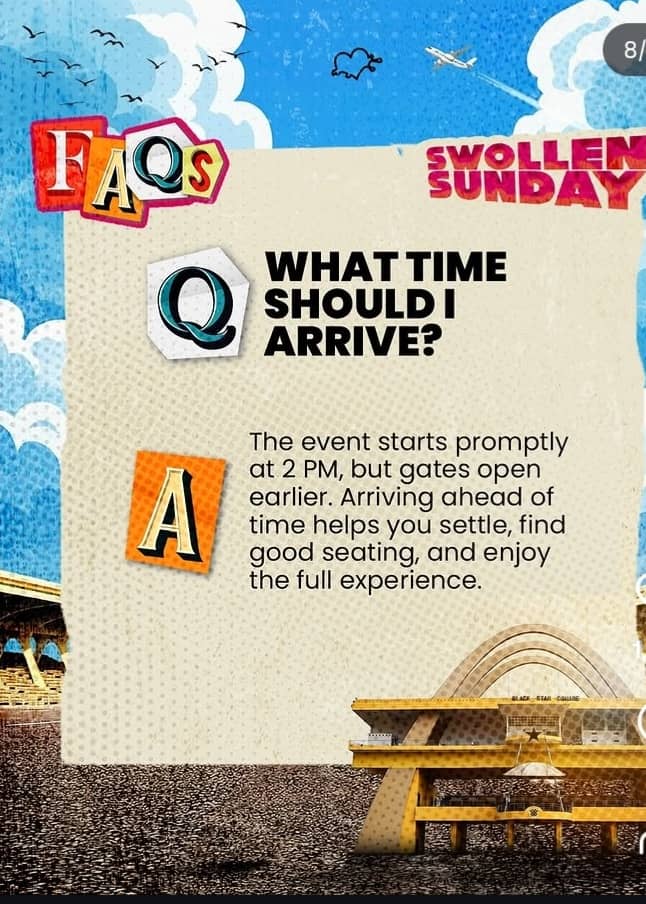 8/
FAQS
SWOLLEN
SUNDAY
Q
WHAT TIME
SHOULD I
ARRIVE?
A
The event starts promptly
at 2 PM, but gates open
earlier. Arriving ahead of
time helps you settle, find
good seating, and enjoy
the full experience.
BLACK STAR SQUARE